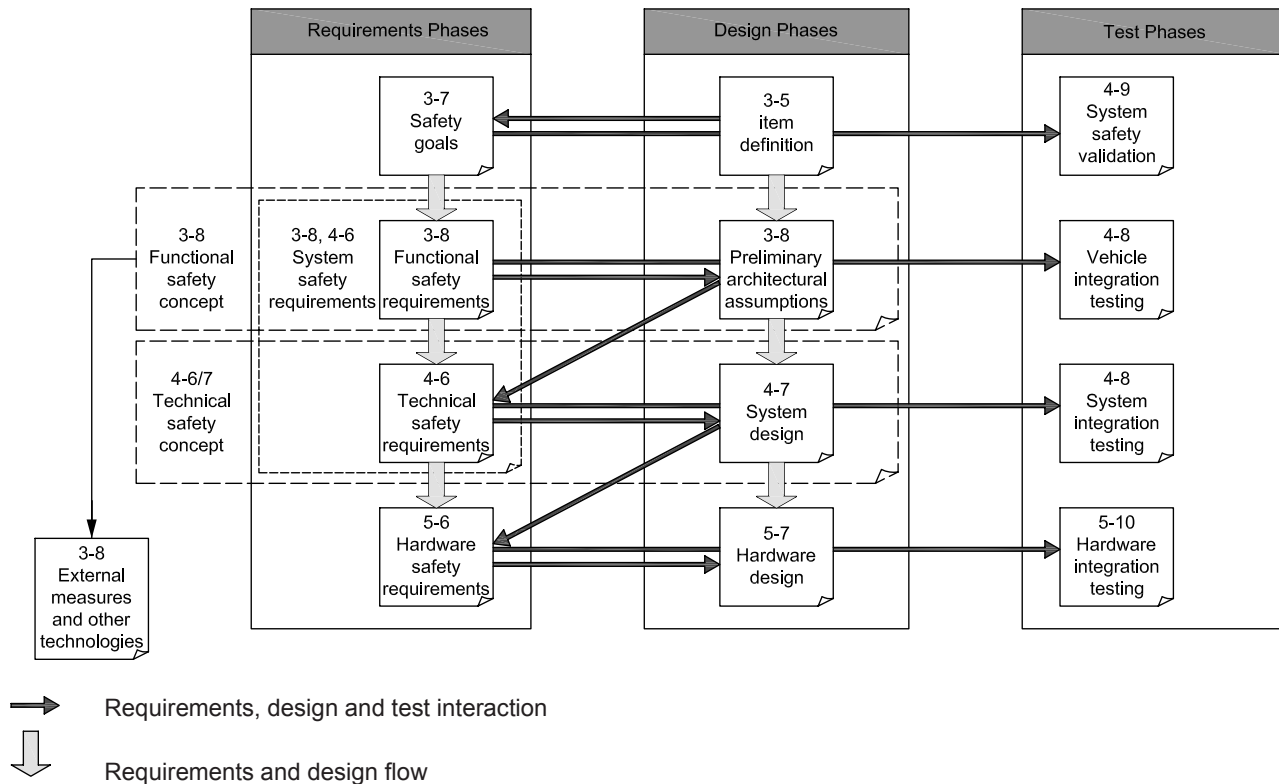 Requirements Phases
Design Phases
Test Phases
3-7
Safety
goals
3-5
item
definition
4-9
System
safety
validation
3-8
Functional
safety
concept
3-8, 4-6
System
safety
requirements
3-8
Functional
safety
requirements
3-8
Preliminary
architectural
assumptions
4-8
Vehicle
integration
testing
4-6/7
Technical
safety
concept
4-6
Technical
safety
requirements
4-7
System
design
4-8
System
integration
testing
5-6
Hardware
safety
requirements
5-7
Hardware
design
5-10
Hardware
integration
testing
3-8
External
measures
and other
technologies
Requirements, design and test interaction
Requirements and design flow